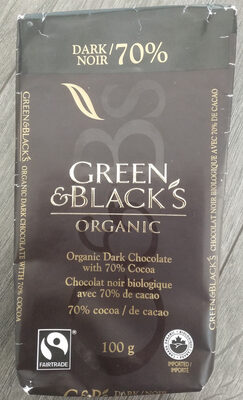 DARK
NOIR /70%
GREEN
&BLACK'S
ORGANIC
Organic Dark Chocolate
with 70% Cocoa
Chocolat noir biologique
avec 70% de cacao
70% cocoa / de cacao
FAIRTRADE
100 g
IMPORTED /
IMPORTÉ
GREEN&BLACK'S ORGANIC DARK CHOCOLATE WITH 70% COCOA
GREEN&BLACK'S CHOCOLAT NOIR BIOLOGIQUE AVEC 70% DE CACAO